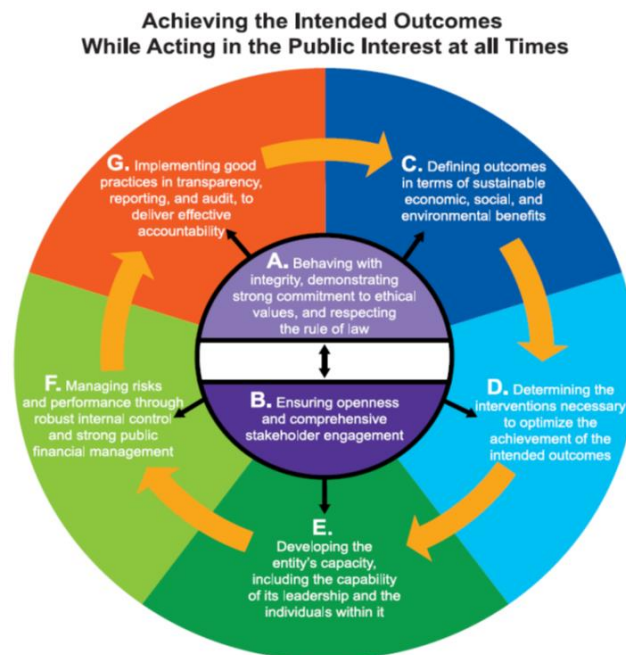 Achieving the Intended Outcomes
While Acting in the Public Interest at all Times
G. Implementing good
practices in transparency,
reporting, and audit, to
deliver effective
accountability
C. Defining outcomes
in terms of sustainable
economic, social, and
environmental benefits
A. Behaving with
integrity, demonstrating
strong commitment to ethical
values, and respecting
the rule of law
B. Ensuring openness
and comprehensive
stakeholder engagement
D. Determining the
interventions necessary
to optimize the
achievement of the
intended outcomes
F. Managing risks
and performance through
robust internal control
and strong public
financial management
E.
Developing the
entity's capacity,
including the capability
of its leadership and the
individuals within it